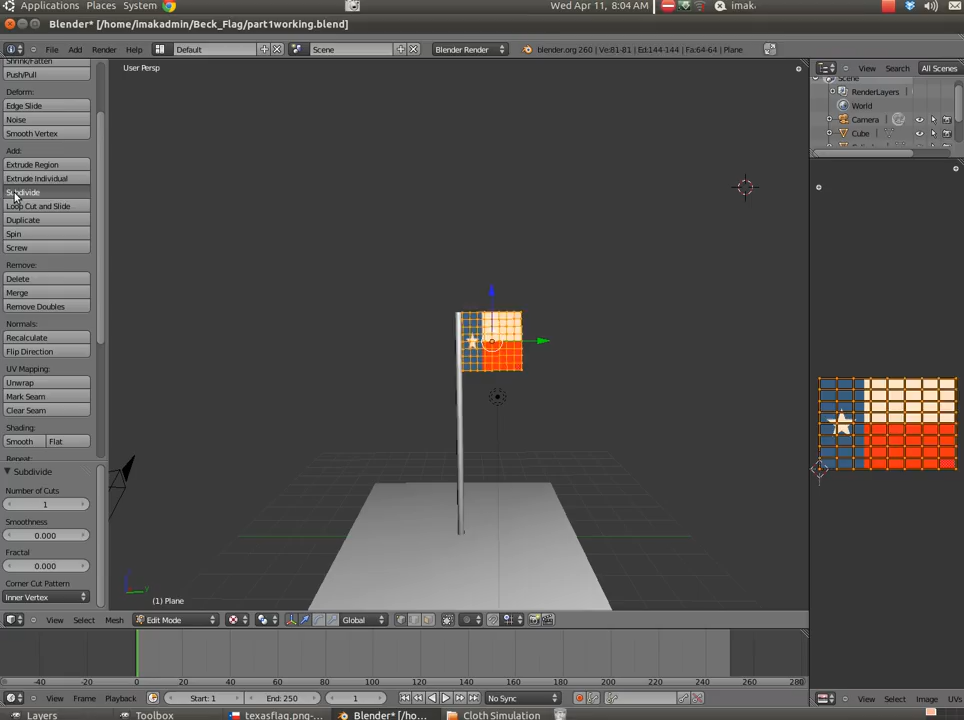 Applications Places System Wed Apr 11, 8:04 AM imak
Blender* [/home/imakadmin/Beck_Flag/part1working.blend]
File Add Render Help Default Scene Blender Render blender.org 260 | Ve:81-81 | Ed:144-144 | Fa:64-64 | Plane
Shrink/Fatten
Push/Pull
Deform:
Edge Slide
Noise
Smooth Vertex
Add:
Extrude Region
Extrude Individual
Subdivide
Loop Cut and Slide
Duplicate
Spin
Screw
Remove:
Delete
Merge
Remove Doubles
Normals:
Recalculate
Flip Direction
UV Mapping:
Unwrap
Mark Seam
Clear Seam
Shading:
Smooth Flat
Repeat:
Subdivide
Number of Cuts
1
Smoothness
0.000
Fractal
0.000
Corner Cut Pattern
Inner Vertex
User Persp
(1) Plane
View Search All Scenes
Scene
RenderLayers
World
Camera
Cube
View Select Mesh Edit Mode Global
-40 -20 0 20 40 60 80 100 120 140 160 180 200 220 240 260 280
View Frame Playback Start: 1 End: 250 1 No Sync
View Select Image UVs
Layers Toolbox texasflag.png-... Blender* [/ho... Cloth Simulation